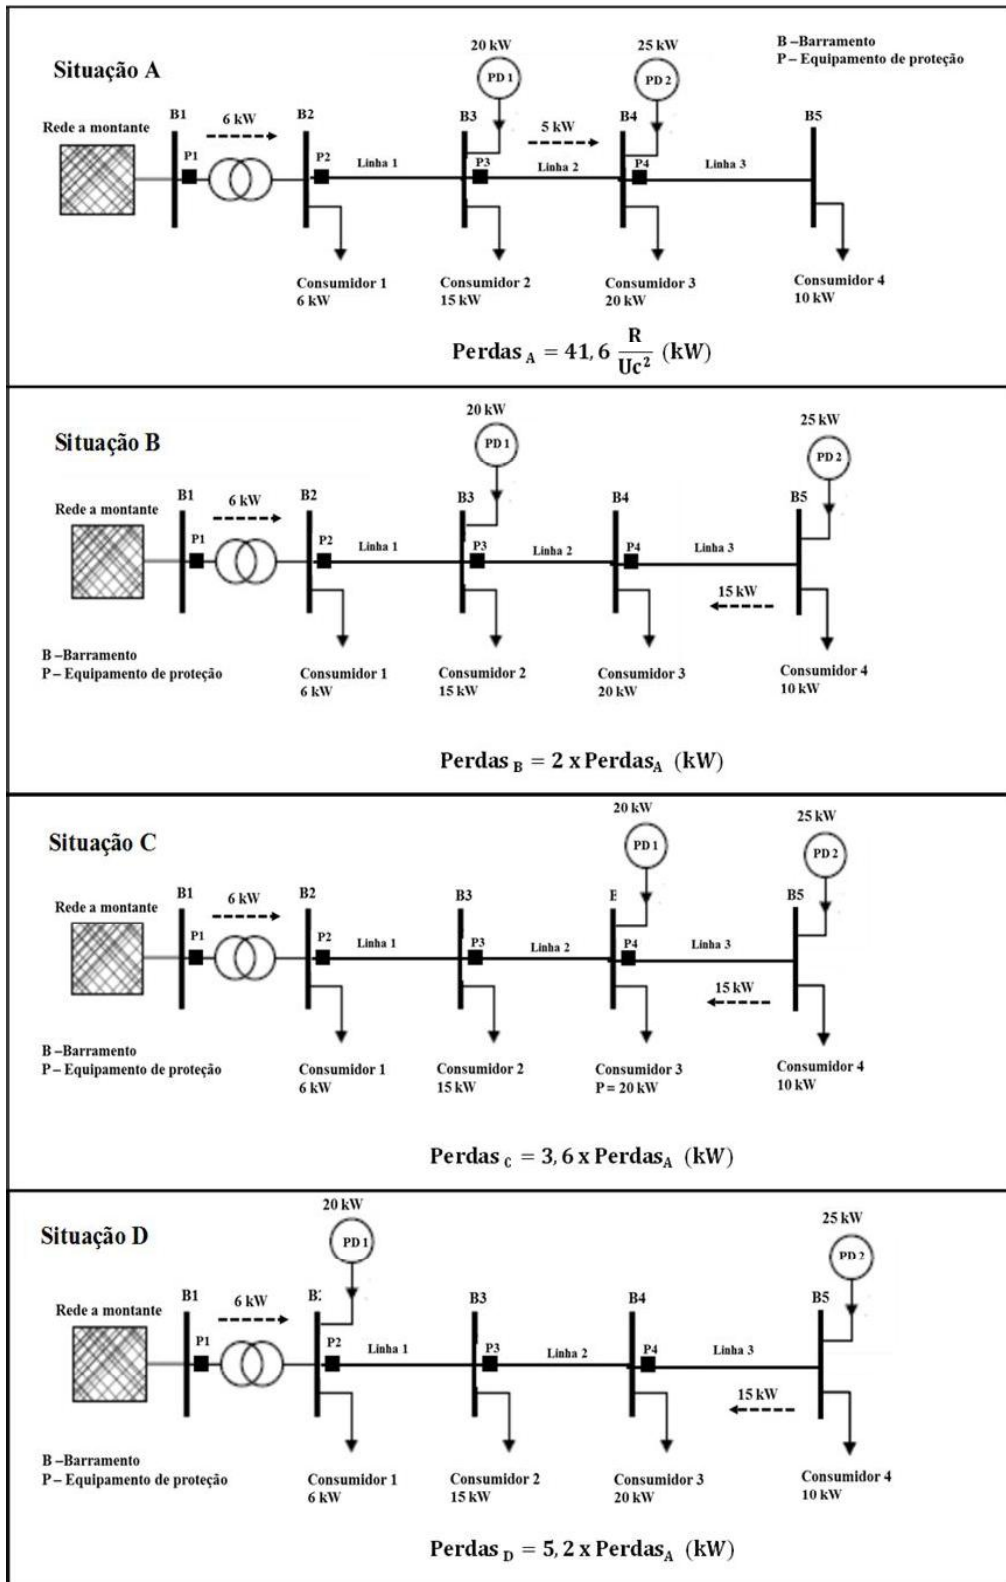 Situação A
20 kW
25 kW
B –Barramento
P – Equipamento de proteção
PD 1
PD 2
Rede a montante
B1
6 kW
B2
B3
5 kW
B4
B5
P1
P2
Linha 1
P3
Linha 2
P4
Linha 3
Consumidor 1
6 kW
Consumidor 2
15 kW
Consumidor 3
20 kW
Consumidor 4
10 kW
Perdas A = 41,6 R/Uc² (kW)
Situação B
20 kW
25 kW
PD 1
PD 2
Rede a montante
B1
6 kW
B2
B3
B4
B5
P1
P2
Linha 1
P3
Linha 2
P4
Linha 3
15 kW
B –Barramento
P – Equipamento de proteção
Consumidor 1
6 kW
Consumidor 2
15 kW
Consumidor 3
20 kW
Consumidor 4
10 kW
Perdas B = 2 x PerdasA (kW)
Situação C
20 kW
25 kW
PD 1
PD 2
Rede a montante
B1
6 kW
B2
B3
B5
P1
P2
Linha 1
P3
Linha 2
P4
Linha 3
15 kW
B –Barramento
P – Equipamento de proteção
Consumidor 1
6 kW
Consumidor 2
15 kW
Consumidor 3
P = 20 kW
Consumidor 4
10 kW
Perdas C = 3,6 x PerdasA (kW)
Situação D
20 kW
25 kW
PD 1
PD 2
Rede a montante
B1
6 kW
B3
B4
B5
P1
P2
Linha 1
P3
Linha 2
P4
Linha 3
15 kW
B –Barramento
P – Equipamento de proteção
Consumidor 1
6 kW
Consumidor 2
15 kW
Consumidor 3
20 kW
Consumidor 4
10 kW
Perdas D = 5,2 x PerdasA (kW)